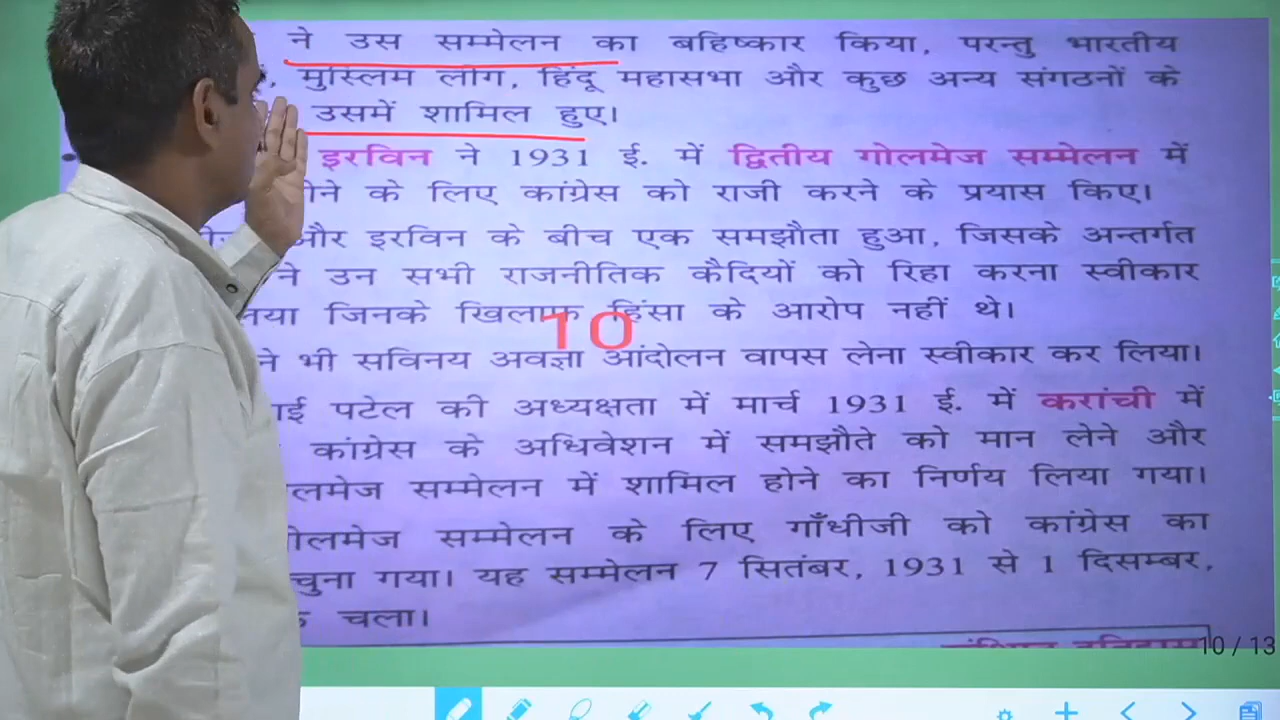 ने उस सम्मेलन का बहिष्कार किया, परन्तु भारतीय
मुस्लिम लीग, हिंदू महासभा और कुछ अन्य संगठनों के
उसमें शामिल हुए।
इरविन ने 1931 ई. में द्वितीय गोलमेज सम्मेलन में
के लिए कांग्रेस को राजी करने के प्रयास किए।
और इरविन के बीच एक समझौता हुआ, जिसके अन्तर्गत
ने उन सभी राजनीतिक कैदियों को रिहा करना स्वीकार
जिनके खिलाफ हिंसा के आरोप नहीं थे।
10
ने भी सविनय अवज्ञा आंदोलन वापस लेना स्वीकार कर लिया।
पटेल की अध्यक्षता में मार्च 1931 ई. में करांची में
कांग्रेस के अधिवेशन में समझौते को मान लेने और
सम्मेलन में शामिल होने का निर्णय लिया गया।
सम्मेलन के लिए गाँधीजी को कांग्रेस का
चुना गया। यह सम्मेलन 7 सितंबर, 1931 से 1 दिसम्बर,
चला।
10 / 13